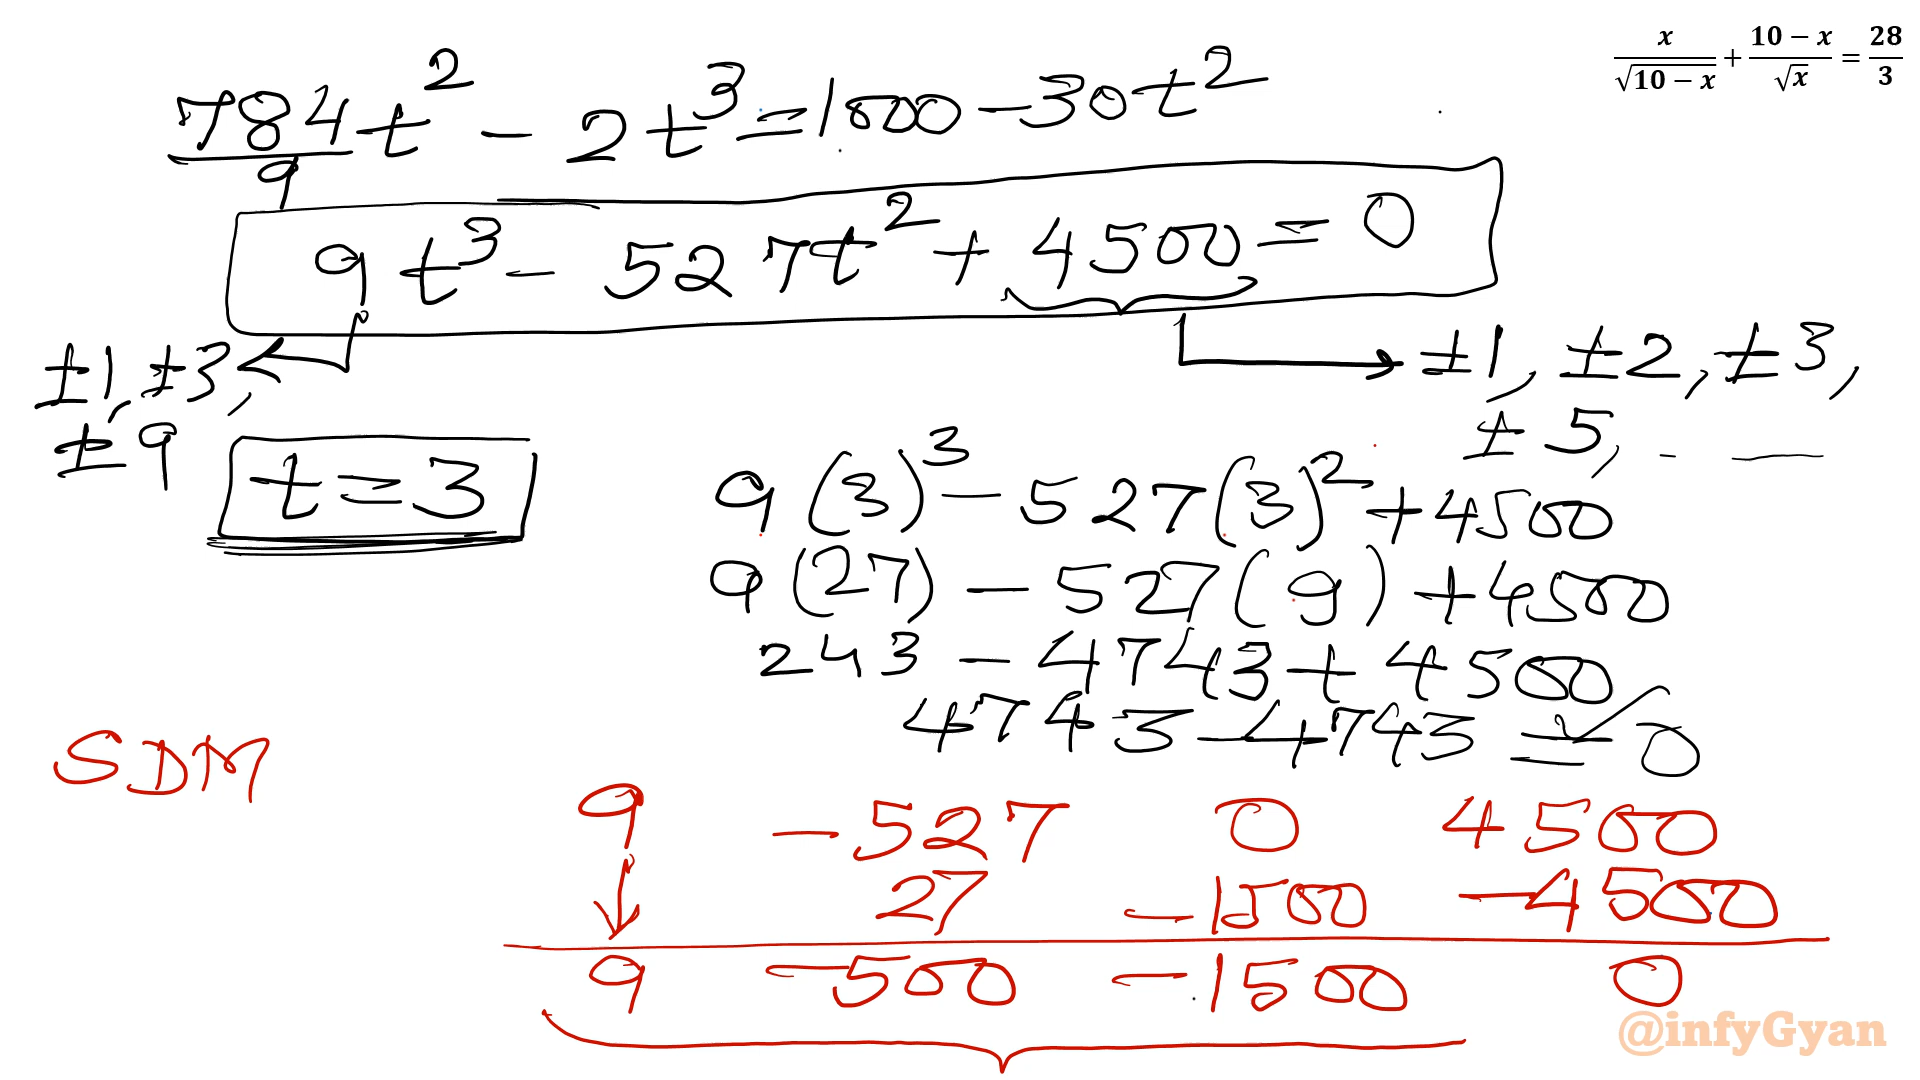 x/√(10 − x) + (10 − x)/√x = 28/3
784/9 t² − 2t³ = 1000 − 30t²
9t³ − 527t² + 4500 = 0
±1, ±3, ±9
±1, ±2, ±3,
±5, - —
t = 3
9(3)³ − 527(3)² + 4500
9(27) − 527(9) + 4500
243 − 4743 + 4500
4743 − 4743 = 0
SDM
9 −527 0 4500
↓ 27 −1500 −4500
9 −500 −1500 0
@infyGyan